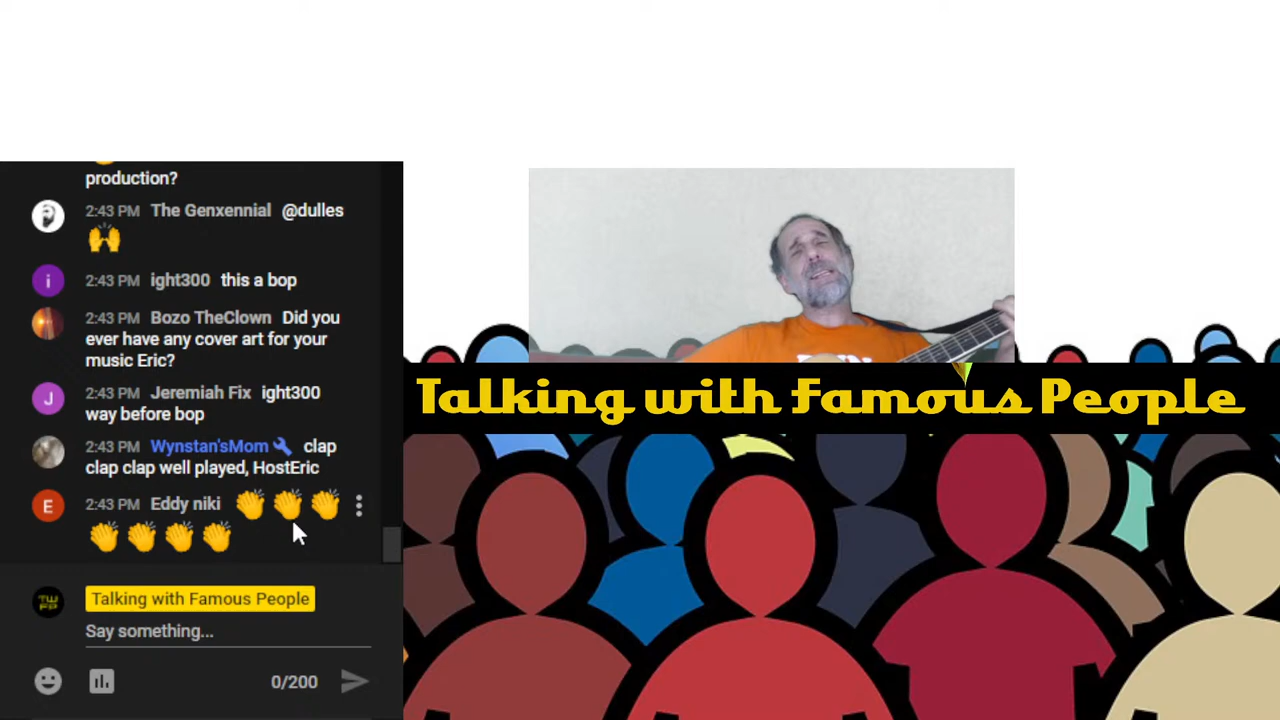 production?
2:43 PM The Genxennial @dulles
🙌
i
2:43 PM ight300 this a bop
2:43 PM Bozo TheClown Did you
ever have any cover art for your
music Eric?
J
2:43 PM Jeremiah Fix ight300
way before bop
2:43 PM Wynstan'sMom clap
clap clap well played, HostEric
E
2:43 PM Eddy niki 👏👏👏
👏👏👏👏
TW
FP
Talking with Famous People
Say something...
0/200
Talking with Famous People